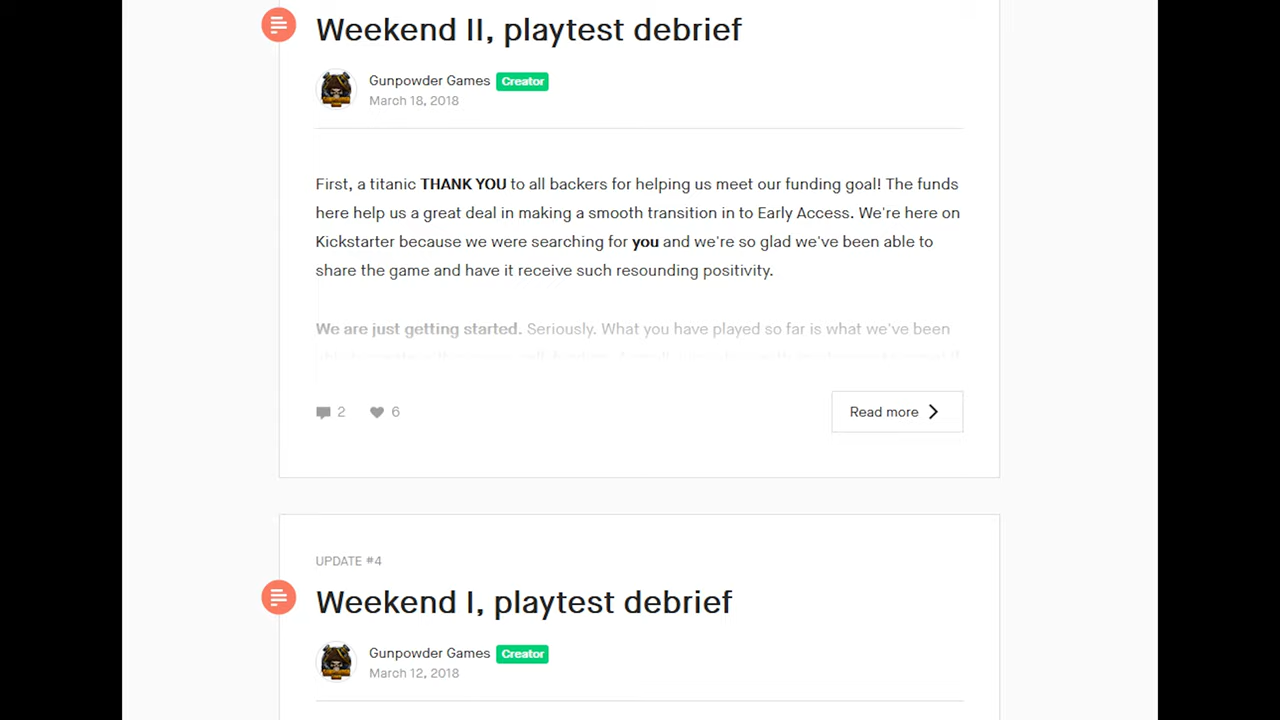 Weekend II, playtest debrief
Gunpowder Games Creator
March 18, 2018
First, a titanic THANK YOU to all backers for helping us meet our funding goal! The funds
here help us a great deal in making a smooth transition in to Early Access. We're here on
Kickstarter because we were searching for you and we're so glad we've been able to
share the game and have it receive such resounding positivity.
We are just getting started. Seriously. What you have played so far is what we've been
2 6
Read more
UPDATE #4
Weekend I, playtest debrief
Gunpowder Games Creator
March 12, 2018